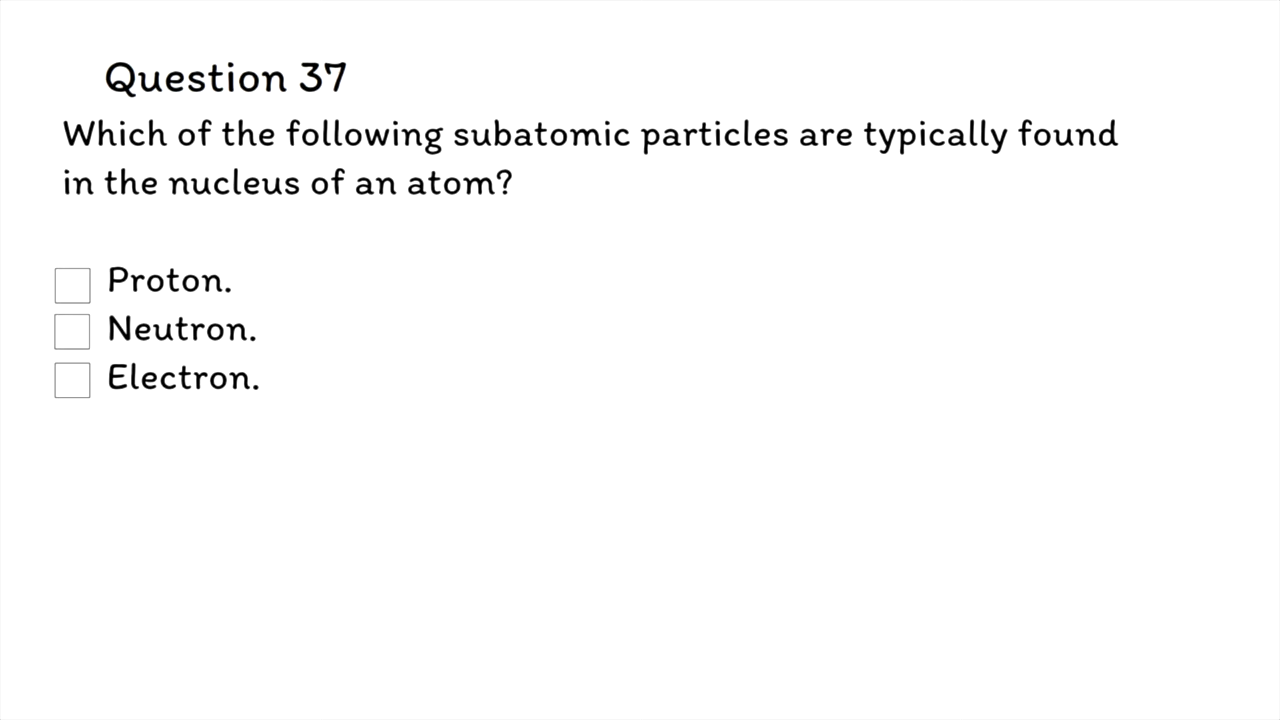 Question 37
Which of the following subatomic particles are typically found
in the nucleus of an atom?
Proton.
Neutron.
Electron.